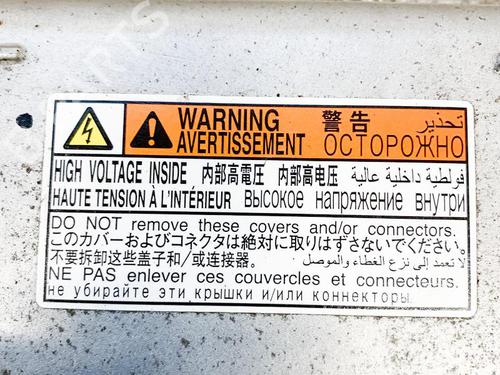 WARNING 警告 تحذير
AVERTISSEMENT ОСТОРОЖНО
HIGH VOLTAGE INSIDE 内部高電圧 内部高电压 فولطية داخلية عالية
HAUTE TENSION À L'INTÉRIEUR Высокое напряжение внутри
DO NOT remove these covers and/or connectors.
このカバーおよびコネクタは絶対に取りはずさないでください。
不要拆卸这些盖子和/或连接器。 لا تعمد إلى نزع الغطاء والموصل
NE PAS enlever ces couvercles et connecteurs.
не убирайте эти крышки и/или коннекторы.